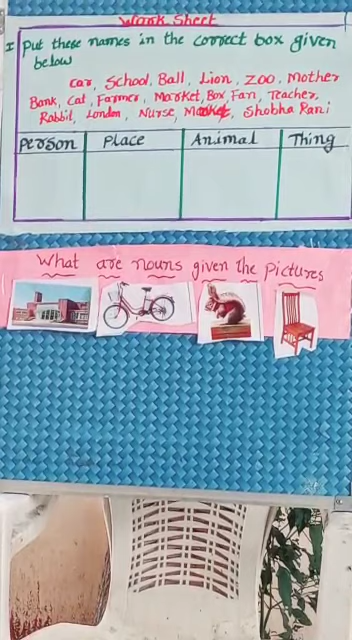 Work Sheet
I Put these names in the correct box given
below
Car, School, Ball, Lion, Zoo, Mother
Bank, Cat, Farmer, Market, Box, Fan, Teacher,
Rabbit, London, Nurse, Shobha Rani
Person Place Animal Thing
What are nouns given the pictures